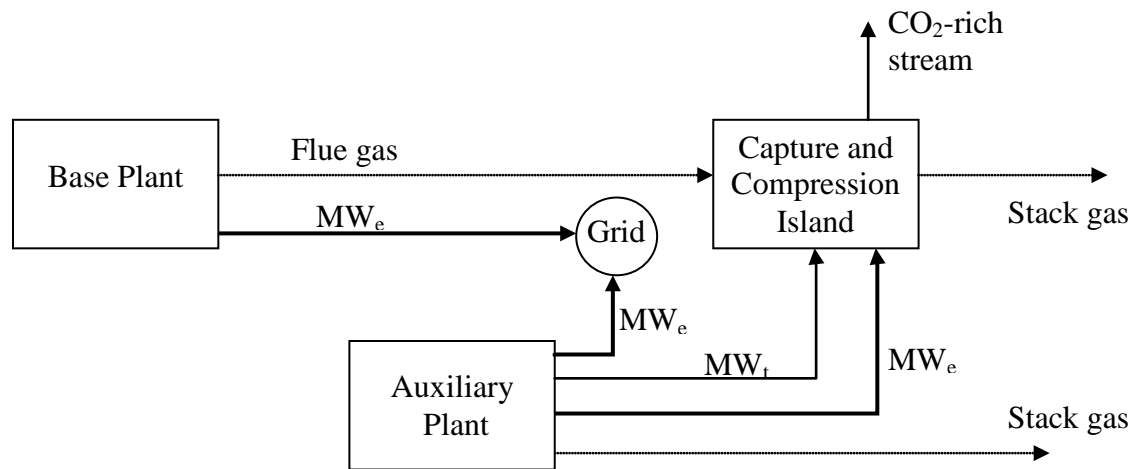 CO₂-rich
stream
Base Plant
Flue gas
MWₑ
Grid
Capture and
Compression
Island
Stack gas
MWₑ
MWₜ
MWₑ
Auxiliary
Plant
Stack gas